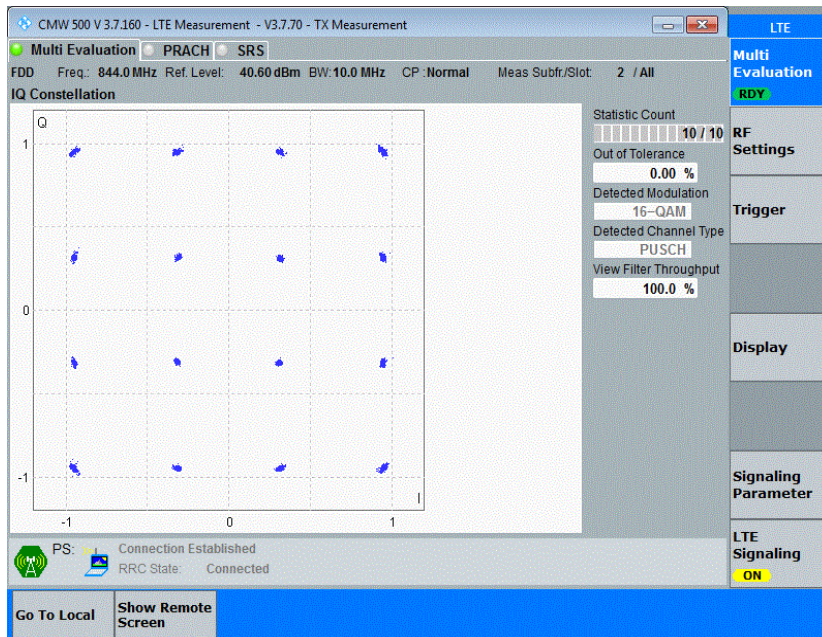 CMW 500 V 3.7.160 - LTE Measurement - V3.7.70 - TX Measurement
LTE
Multi Evaluation PRACH SRS
FDD Freq.: 844.0 MHz Ref. Level: 40.60 dBm BW: 10.0 MHz CP : Normal Meas Subfr./Slot: 2 / All
IQ Constellation
Q
1
0
-1
I
-1 0 1
Statistic Count
10 / 10
Out of Tolerance
0.00 %
Detected Modulation
16-QAM
Detected Channel Type
PUSCH
View Filter Throughput
100.0 %
Multi
Evaluation
RDY
RF
Settings
Trigger
Display
Signaling
Parameter
LTE
Signaling
ON
PS: Connection Established
RRC State: Connected
Go To Local
Show Remote
Screen